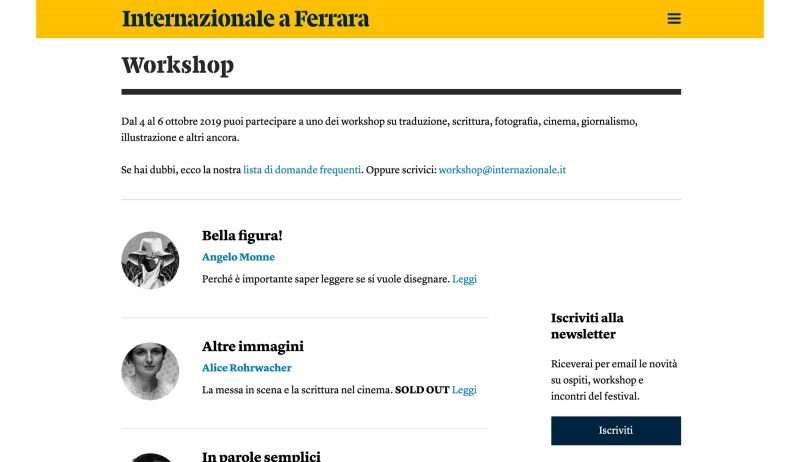 Internazionale a Ferrara
Workshop
Dal 4 al 6 ottobre 2019 puoi partecipare a uno dei workshop su traduzione, scrittura, fotografia, cinema, giornalismo,
illustrazione e altri ancora.
Se hai dubbi, ecco la nostra lista di domande frequenti. Oppure scrivici: workshop@internazionale.it
Bella figura!
Angelo Monne
Perché è importante saper leggere se si vuole disegnare. Leggi
Altre immagini
Alice Rohrwacher
La messa in scena e la scrittura nel cinema. SOLD OUT Leggi
In parole semplici
Iscriviti alla
newsletter
Riceverai per email le novità
su ospiti, workshop e
incontri del festival.
Iscriviti